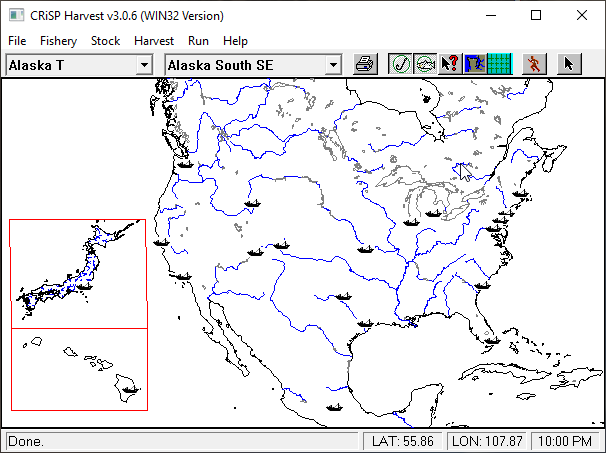 CRiSP Harvest v3.0.6 (WIN32 Version)
File Fishery Stock Harvest Run Help
Alaska T Alaska South SE
Done. LAT: 55.86 LON: 107.87 10:00 PM